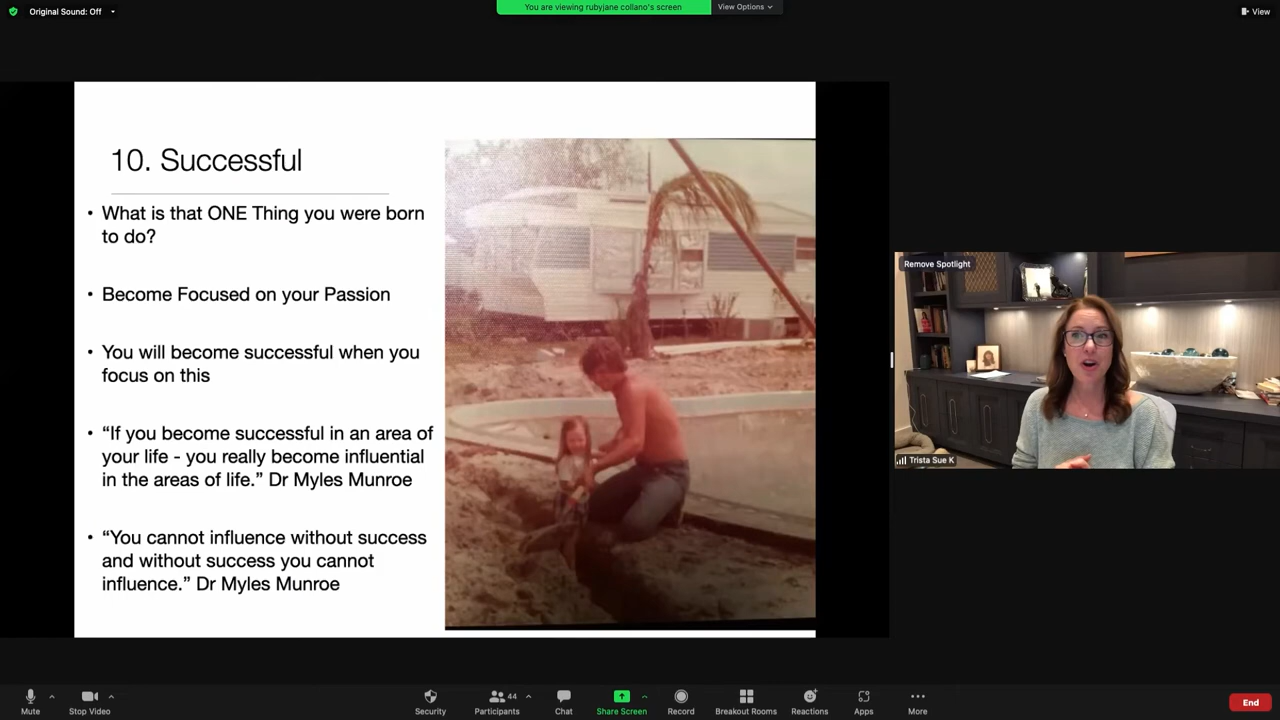 Original Sound: Off
You are viewing rubyjane collano's screen
View Options
View
10. Successful
• What is that ONE Thing you were born
to do?
• Become Focused on your Passion
• You will become successful when you
focus on this
• “If you become successful in an area of
your life - you really become influential
in the areas of life.” Dr Myles Munroe
• “You cannot influence without success
and without success you cannot
influence.” Dr Myles Munroe
Remove Spotlight
Trista Sue K
Mute
Stop Video
Security
Participants
44
Chat
Share Screen
Record
Breakout Rooms
Reactions
Apps
More
End